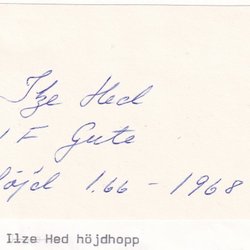 Ilze Hed
IF Gute
Höjd 1.66 - 1968
Ilze Hed höjdhopp